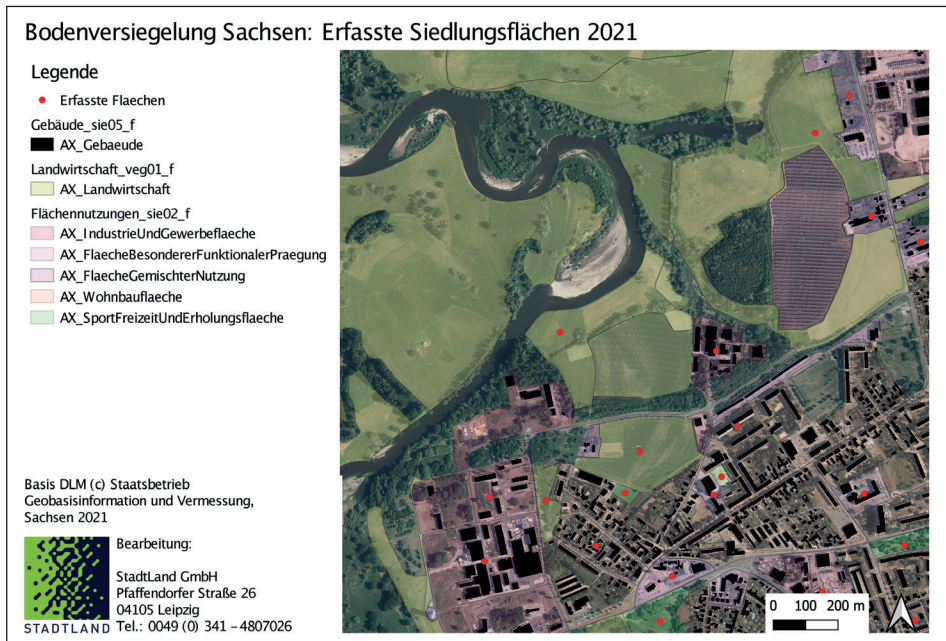 Bodenversiegelung Sachsen: Erfasste Siedlungsflächen 2021
Legende
Erfasste Flaechen
Gebäude_sie05_f
AX_Gebaeude
Landwirtschaft_veg01_f
AX_Landwirtschaft
Flächennutzungen_sie02_f
AX_IndustrieUndGewerbeflaeche
AX_FlaecheBesondererFunktionalerPraegung
AX_FlaecheGemischterNutzung
AX_Wohnbauflaeche
AX_SportFreizeitUndErholungsflaeche
Basis DLM (c) Staatsbetrieb
Geobasisinformation und Vermessung,
Sachsen 2021
Bearbeitung:
StadtLand GmbH
Pfaffendorfer Straße 26
04105 Leipzig
Tel.: 0049 (0) 341 – 4807026
STADTLAND
0 100 200 m